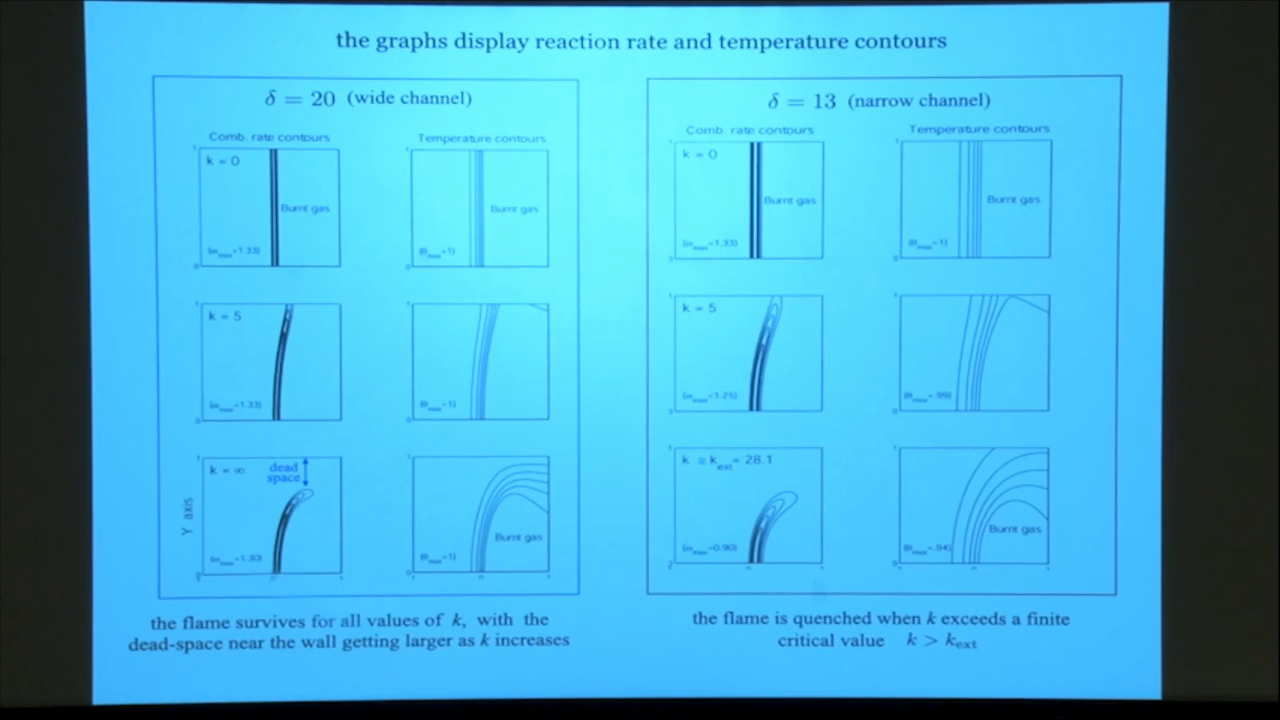 the graphs display reaction rate and temperature contours
δ = 20 (wide channel)
Comb. rate contours
Temperature contours
k = 0
Burnt gas
Burnt gas
k = 5
k = ∞
dead
space
Y axis
Burnt gas
the flame survives for all values of k, with the
dead-space near the wall getting larger as k increases
δ = 13 (narrow channel)
Comb. rate contours
Temperature contours
k = 0
Burnt gas
Burnt gas
k = 5
k ≅ k_ext = 28.1
Burnt gas
the flame is quenched when k exceeds a finite
critical value k > k_ext